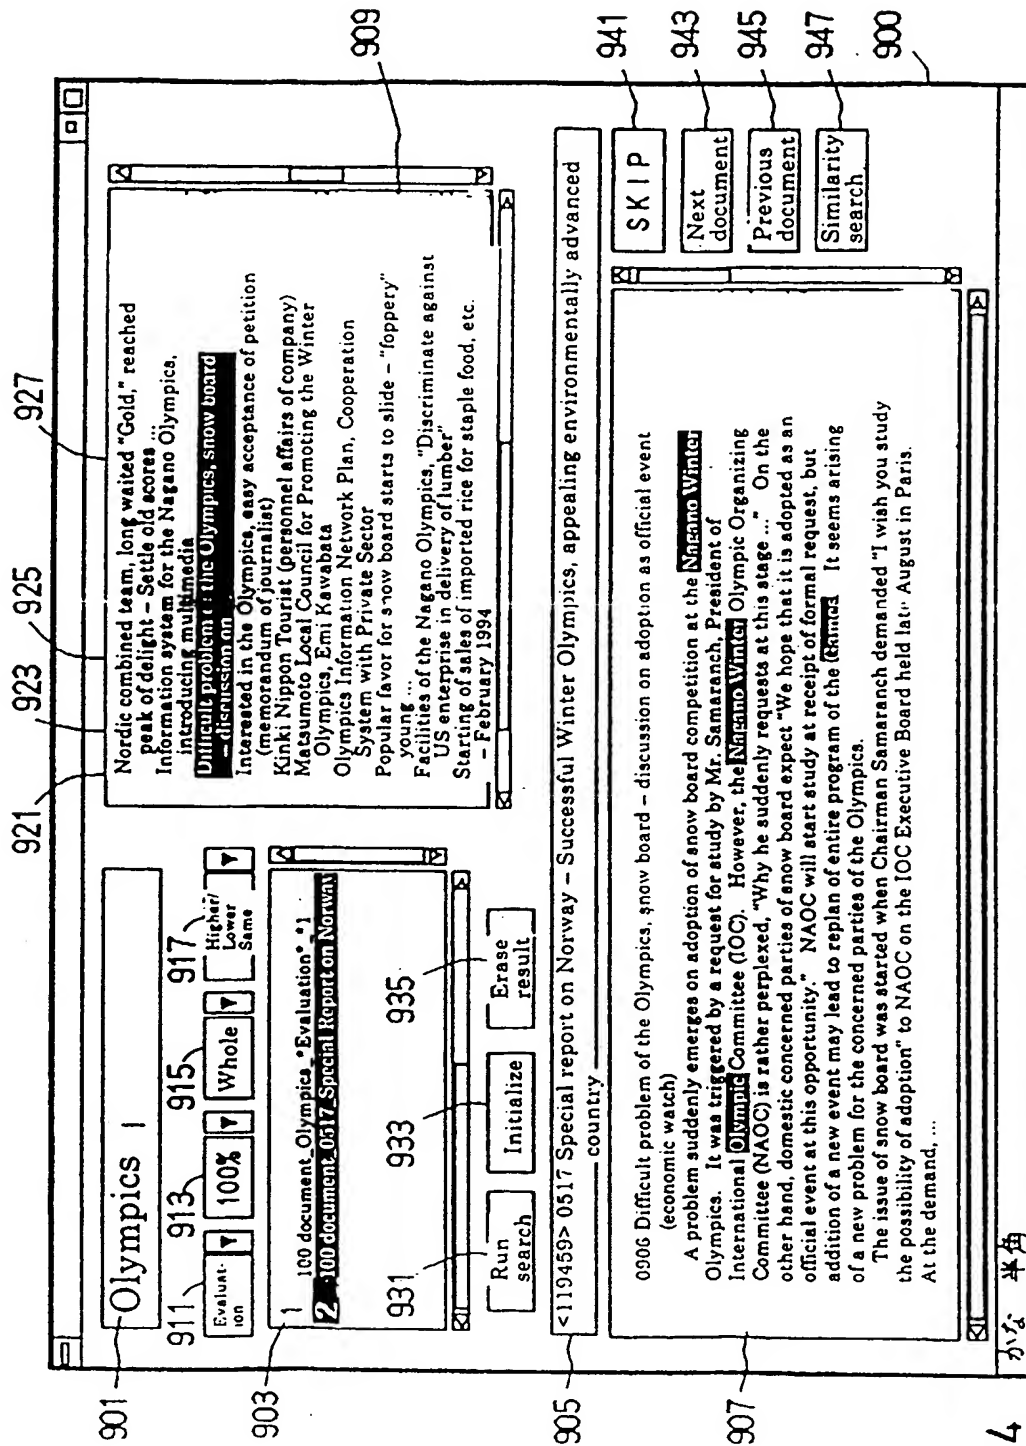 921 923 925 927
909
901
Olympics
911 913 915 917
Evaluat-
ion
100%
Whole
Higher/
Lower
Same
903
1 100 document_Olympics_"Evaluation"_"1
2 100 document_0517_Special Report on Norway
931 933 935
Run
search
Initialize
Erase
result
Nordic combined team, long waited "Gold," reached
peak of delight – Settle old scores ...
Information system for the Nagano Olympics,
introducing multimedia
Difficult problem of the Olympics, snow board
– discussion on
Interested in the Olympics, easy acceptance of petition
(memorandum of journalist)
Kinki Nippon Tourist (personnel affairs of company)
Matsumoto Local Council for Promoting the Winter
Olympics, Emi Kawabata
Olympics Information Network Plan, Cooperation
System with Private Sector
Popular favor for snow board starts to slide – "foppery"
young ...
Facilities of the Nagano Olympics, "Discriminate against
US enterprise in delivery of lumber"
Starting of sales of imported rice for staple food, etc.
– February 1994
905
<119459> 0517 Special report on Norway – Successful Winter Olympics, appealing environmentally advanced
country
907
0906 Difficult problem of the Olympics, snow board – discussion on adoption as official event
(economic watch)
A problem suddenly emerges on adoption of snow board competition at the Nagano Winter
Olympics. It was triggered by a request for study by Mr. Samaranch, President of
International Olympic Committee (IOC). However, the Nagano Winter Olympic Organizing
Committee (NAOC) is rather perplexed, "Why he suddenly requests at this stage ..." On the
other hand, domestic concerned parties of snow board expect "We hope that it is adopted as an
official event at this opportunity." NAOC will start study at receipt of formal request, but
addition of a new event may lead to replan of entire program of the It seems arising
of a new problem for the concerned parties of the Olympics.
The issue of snow board was started when Chairman Samaranch demanded "I wish you study
the possibility of adoption" to NAOC on the IOC Executive Board held late August in Paris.
At the demand, ...
SKIP
941
Next
document
943
Previous
document
945
Similarity
search
947
900
かな 半角
4